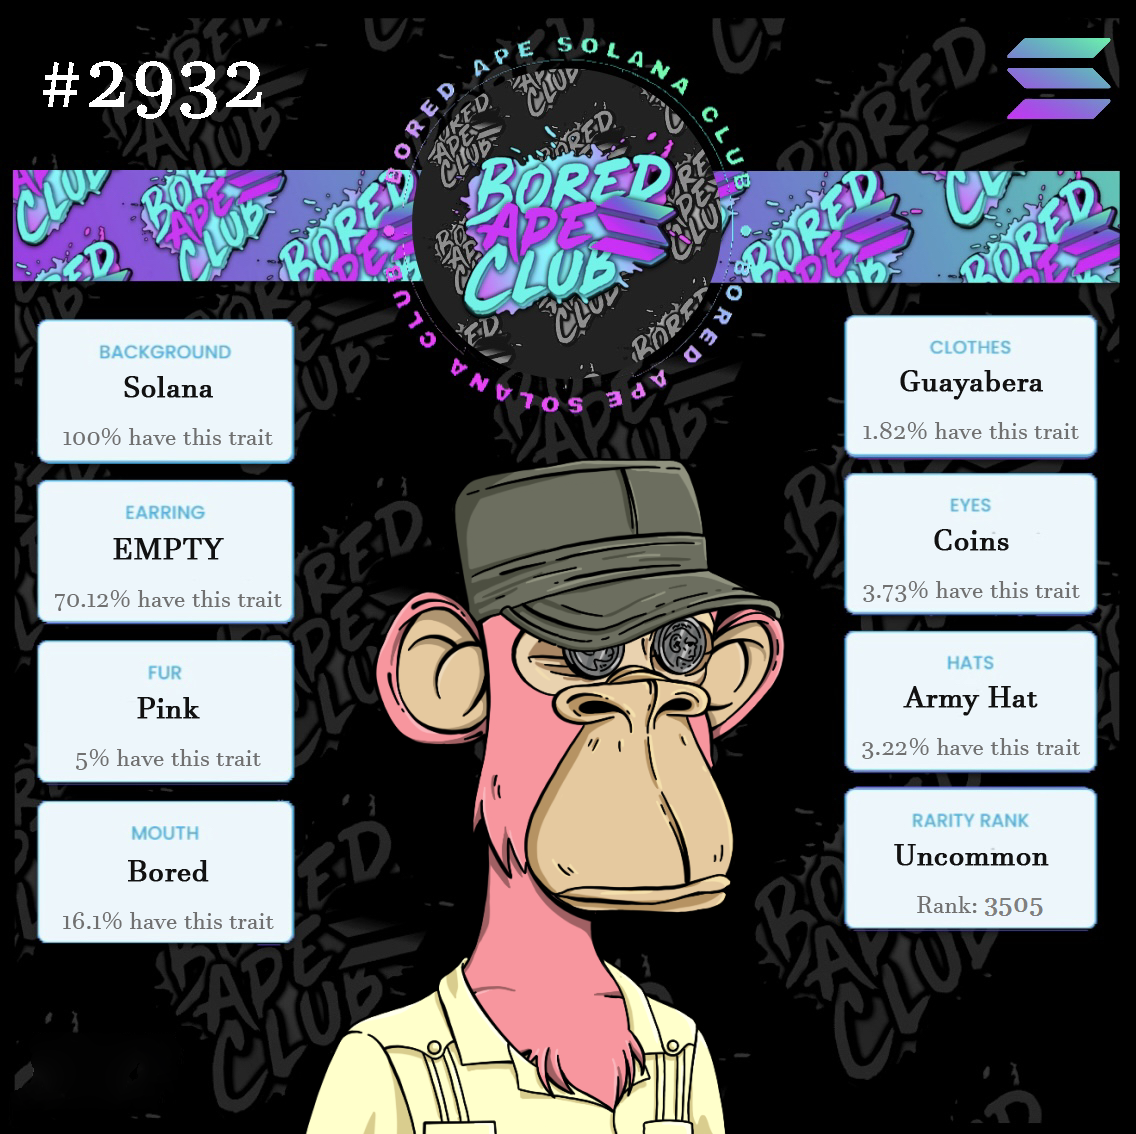 #2932
BORED APE SOLANA CLUB
BORED APE SOLANA CLUB
BORED
APE
CLUB
BACKGROUND
Solana
100% have this trait
EARRING
EMPTY
70.12% have this trait
FUR
Pink
5% have this trait
MOUTH
Bored
16.1% have this trait
CLOTHES
Guayabera
1.82% have this trait
EYES
Coins
3.73% have this trait
HATS
Army Hat
3.22% have this trait
RARITY RANK
Uncommon
Rank: 3505